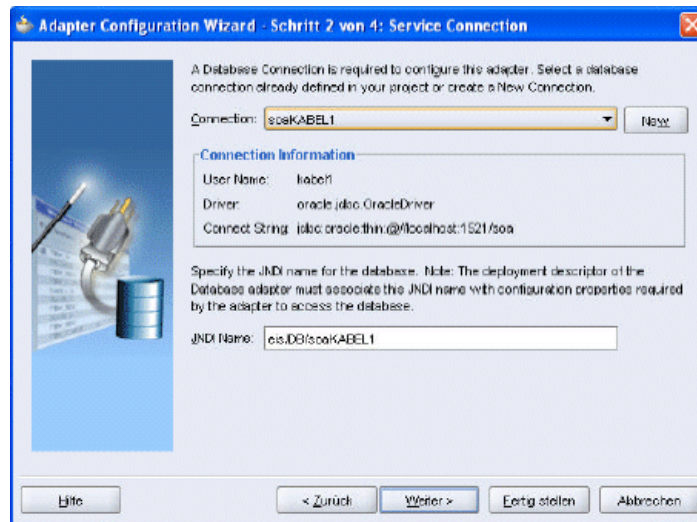 Adapter Configuration Wizard - Schritt 2 von 4: Service Connection
A Database Connection is required to configure this adapter. Select a database
connection already defined in your project or create a New Connection.
Connection: soaKABEL1 New
Connection Information
User Name: kabel1
Driver: oracle.jdbc.OracleDriver
Connect String: jdbc:oracle:thin:@//localhost:1521/soa
Specify the JNDI name for the database. Note: The deployment descriptor of the
Database adapter must associate this JNDI name with configuration properties required
by the adapter to access the database.
JNDI Name: eis/DB/soaKABEL1
Hilfe < Zurück Weiter > Fertig stellen Abbrechen